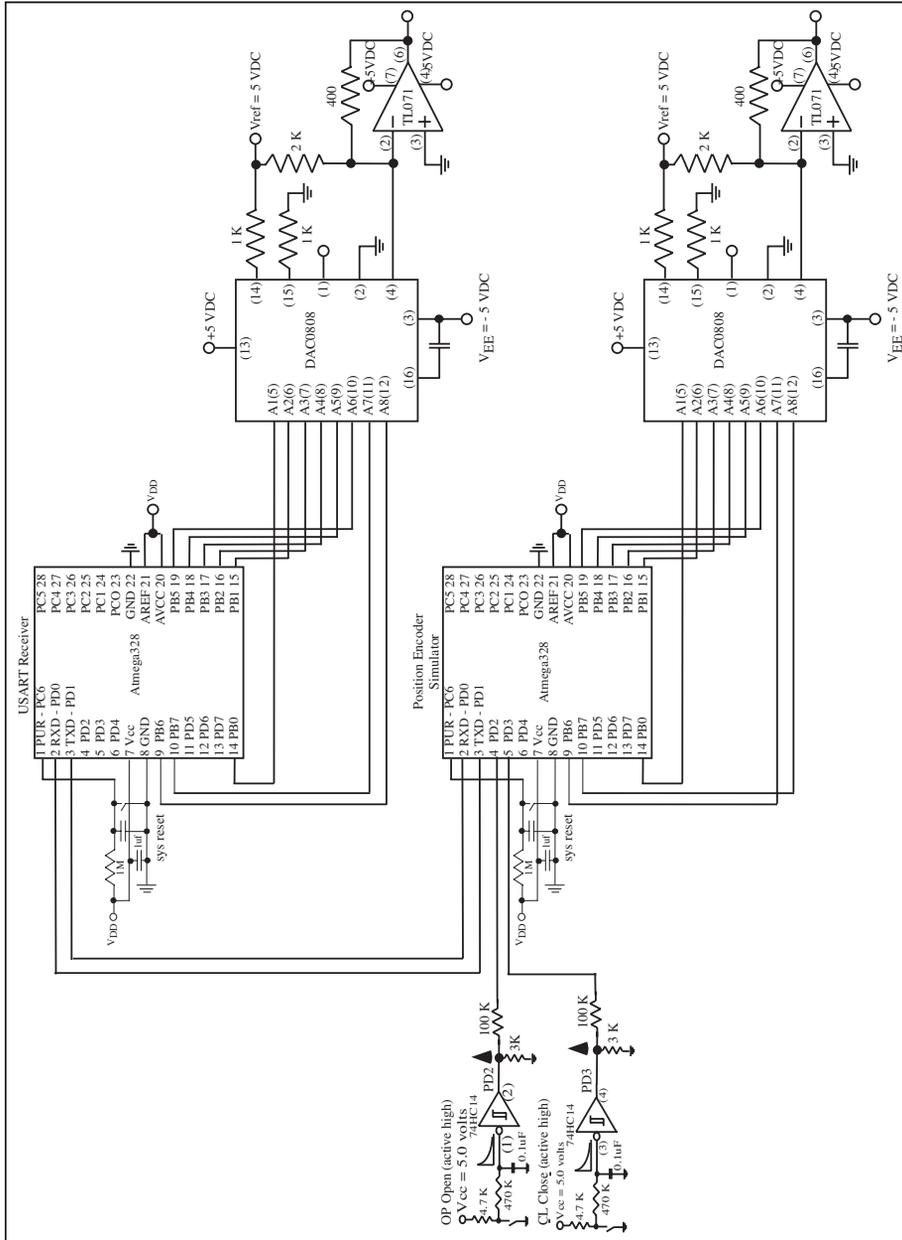 USART Receiver
Atmega328
1 PUR - PC6
2 RXD - PD0
3 TXD - PD1
4 PD2
5 PD3
6 PD4
7 Vcc
8 GND
9 PB6
10 PB7
11 PD5
12 PD6
13 PD7
14 PB0
PC5 28
PC4 27
PC3 26
PC2 25
PC1 24
PCO 23
GND 22
AREF 21
AVCC 20
PB5 19
PB4 18
PB3 17
PB2 16
PB1 15
VDD
VDD
1M
1uf
sys reset
DAC0808
A1(5)
A2(6)
A3(7)
A4(8)
A5(9)
A6(10)
A7(11)
A8(12)
+5 VDC
(13)
(14)
(15)
(1)
(2)
(4)
(16)
(3)
VEE = - 5 VDC
1 K
1 K
Vref = 5 VDC
2 K
400
TL071
(2)
(3)
(7)
(6)
(4)
+5VDC
-5VDC
Position Encoder
Simulator
Atmega328
1 PUR - PC6
2 RXD - PD0
3 TXD - PD1
4 PD2
5 PD3
6 PD4
7 Vcc
8 GND
9 PB6
10 PB7
11 PD5
12 PD6
13 PD7
14 PB0
PC5 28
PC4 27
PC3 26
PC2 25
PC1 24
PCO 23
GND 22
AREF 21
AVCC 20
PB5 19
PB4 18
PB3 17
PB2 16
PB1 15
VDD
VDD
1M
1uf
sys reset
DAC0808
A1(5)
A2(6)
A3(7)
A4(8)
A5(9)
A6(10)
A7(11)
A8(12)
+5 VDC
(13)
(14)
(15)
(1)
(2)
(4)
(16)
(3)
VEE = - 5 VDC
1 K
1 K
Vref = 5 VDC
2 K
400
TL071
(2)
(3)
(7)
(6)
(4)
+5VDC
-5VDC
OP Open (active high)
Vcc = 5.0 volts
74HC14
4.7 K
470 K
(1)
0.1uF
(2)
PD2
3K
100 K
CL Close (active high)
Vcc = 5.0 volts
74HC14
4.7 K
470 K
(3)
0.1uF
(4)
PD3
3 K
100 K